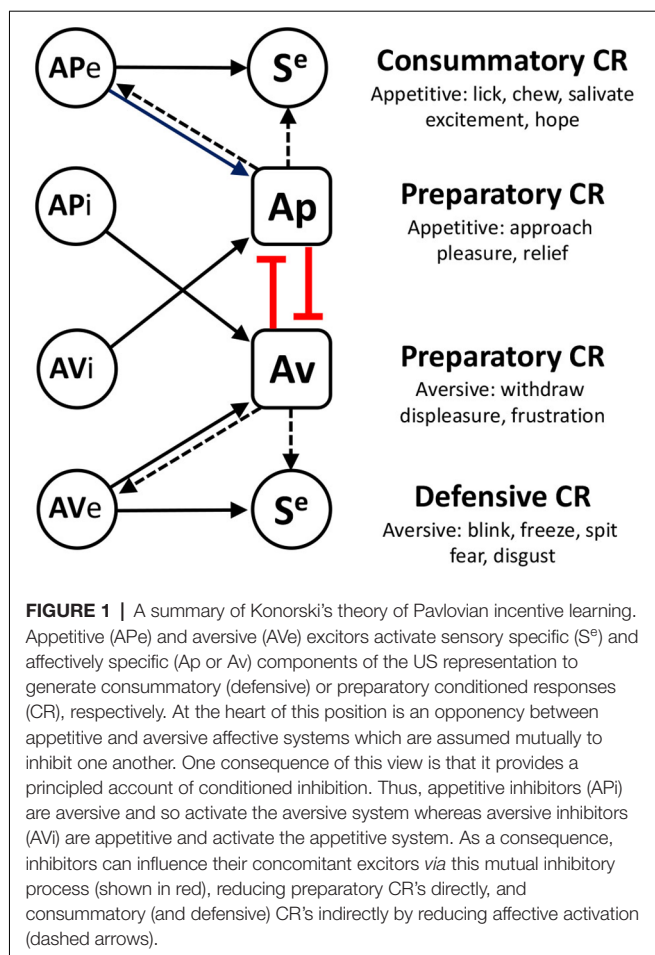 APe
S^e
Consummatory CR
Appetitive: lick, chew, salivate
excitement, hope
APi
Ap
Preparatory CR
Appetitive: approach
pleasure, relief
AVi
Av
Preparatory CR
Aversive: withdraw
displeasure, frustration
AVe
S^e
Defensive CR
Aversive: blink, freeze, spit
fear, disgust
FIGURE 1 | A summary of Konorski's theory of Pavlovian incentive learning.
Appetitive (APe) and aversive (AVe) excitors activate sensory specific (S^e) and
affectively specific (Ap or Av) components of the US representation to
generate consummatory (defensive) or preparatory conditioned responses
(CR), respectively. At the heart of this position is an opponency between
appetitive and aversive affective systems which are assumed mutually to
inhibit one another. One consequence of this view is that it provides a
principled account of conditioned inhibition. Thus, appetitive inhibitors (APi)
are aversive and so activate the aversive system whereas aversive inhibitors
(AVi) are appetitive and activate the appetitive system. As a consequence,
inhibitors can influence their concomitant excitors via this mutual inhibitory
process (shown in red), reducing preparatory CR's directly, and
consummatory (and defensive) CR's indirectly by reducing affective activation
(dashed arrows).